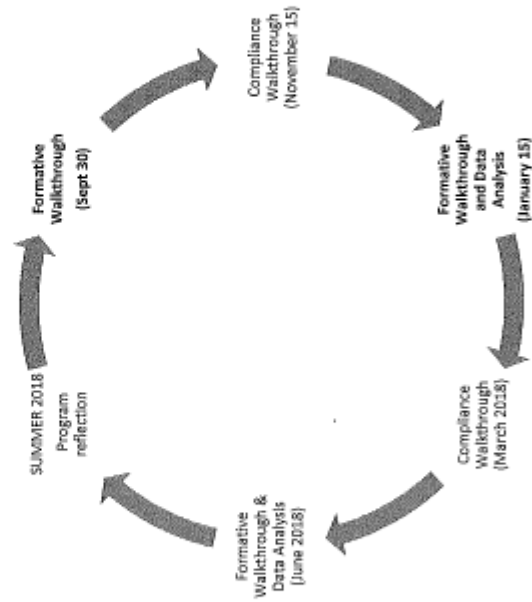 Formative
Walkthrough
(Sept 30)
Compliance
Walkthrough
(November 15)
Formative
Walkthrough
and Data
Analysis
(January 15)
Compliance
Walkthrough
(March 2018)
Formative
Walkthrough &
Data Analysis
(June 2018)
SUMMER 2018
Program
reflection